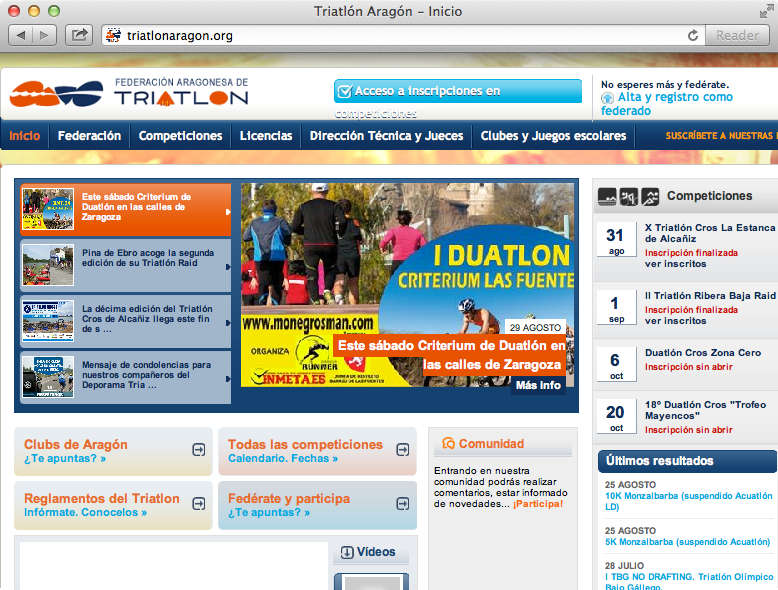 Triatlón Aragón – Inicio
triatlonaragon.org
Reader
FEDERACIÓN ARAGONESA DE
TRIATLON
Acceso a inscripciones en
competiciones
No esperes más y fedérate.
Alta y registro como
federado
Inicio
Federación
Competiciones
Licencias
Dirección Técnica y Jueces
Clubes y Juegos escolares
SUSCRÍBETE A NUESTRAS
Este sábado Criterium de
Duatlón en las calles de
Zaragoza
Pina de Ebro acoge la segunda
edición de su Triatlón Raid
La décima edición del Triatlón
Cros de Alcañiz llega este fin
de s ...
Mensaje de condolencias para
nuestros compañeros del
Deporama Tria ...
I DUATLON
CRITERIUM LAS FUENTE
www.monegrosman.com
ORGANIZA
RUNNER
INMETAES
JUNTA DE DISTRITO
BARRIO DE LAS FUENTES
29 AGOSTO
Este sábado Criterium de Duatlón en
las calles de Zaragoza
Más Info
Competiciones
31
ago
X Triatlón Cros La Estanca
de Alcañiz
Inscripción finalizada
ver inscritos
1
sep
II Triatlón Ribera Baja Raid
Inscripción finalizada
ver inscritos
6
oct
Duatlón Cros Zona Cero
Inscripción sin abrir
20
oct
18º Duatlón Cros "Trofeo
Mayencos"
Inscripción sin abrir
Clubs de Aragón
¿Te apuntas? »
Todas las competiciones
Calendario. Fechas »
Reglamentos del Triatlon
Infórmate. Conocelos »
Fedérate y participa
¿Te apuntas? »
Comunidad
Entrando en nuestra
comunidad podrás realizar
comentarios, estar informado
de novedades... ¡Participa!
Últimos resultados
25 AGOSTO
10K Monzalbarba (suspendido Acuatlón
LD)
25 AGOSTO
5K Monzalbarba (suspendido Acuatlón)
28 JULIO
I TBG NO DRAFTING. Triatlón Olímpico
Bajo Gállego.
Videos